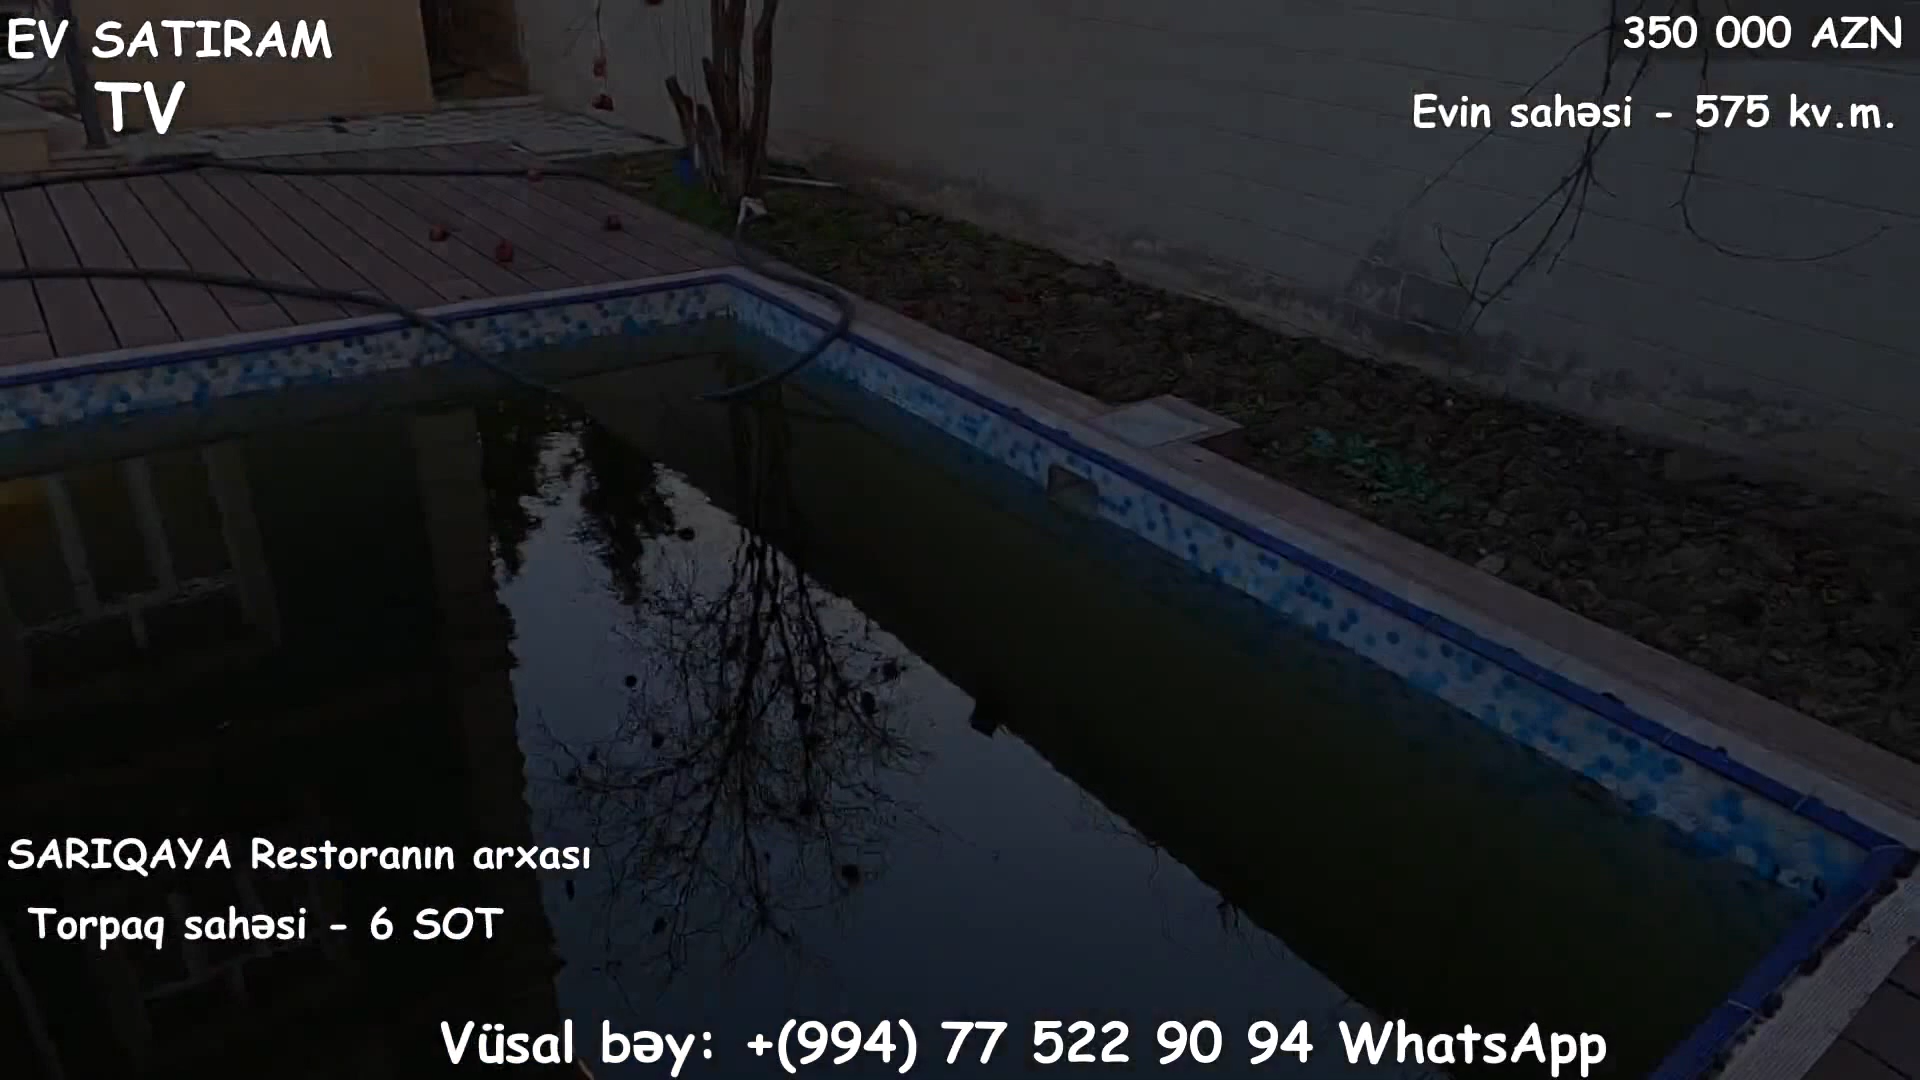 EV SATIRAM
TV
350 000 AZN
Evin sahəsi - 575 kv.m.
SARIQAYA Restoranın arxası
Torpaq sahəsi - 6 SOT
Vüsal bəy: +(994) 77 522 90 94 WhatsApp